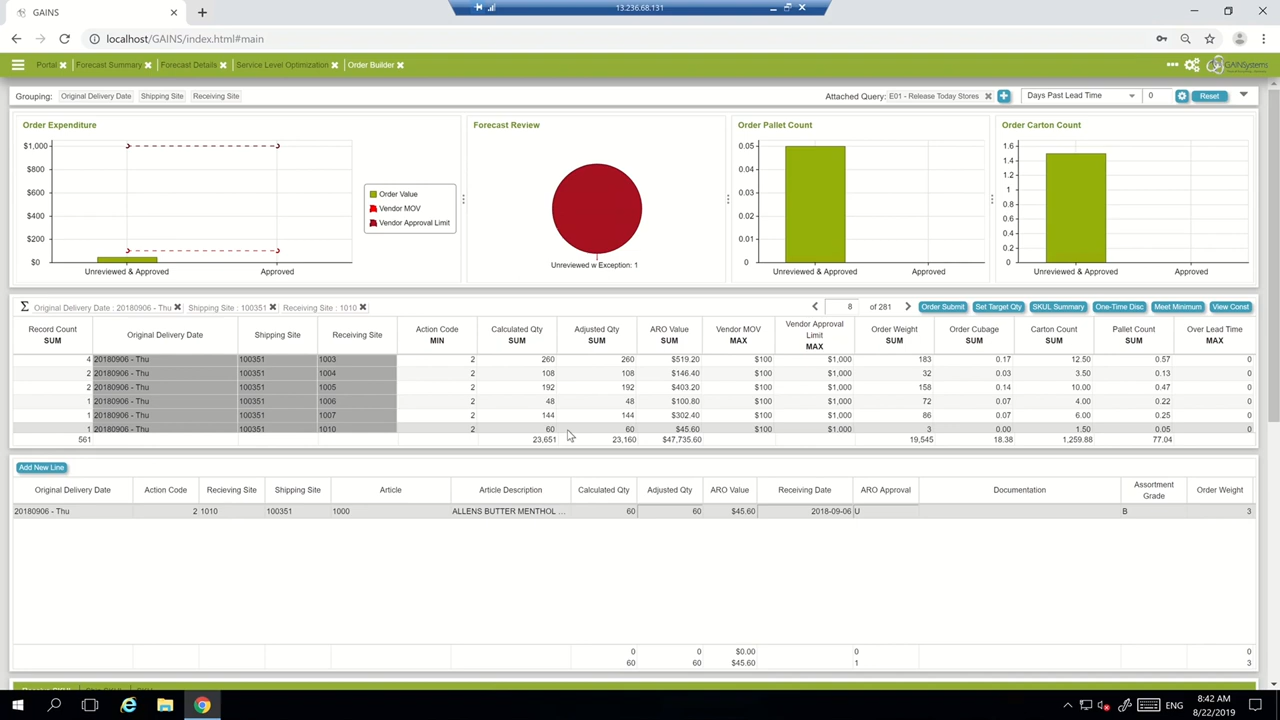 GAINS
13.236.68.131
localhost/GAINS/index.html#main
Portal Forecast Summary Forecast Details Service Level Optimization Order Builder GAINSystems
Grouping: Original Delivery Date Shipping Site Receiving Site Attached Query: E01 - Release Today Stores Days Past Lead Time 0 Reset
Order Expenditure
$1,000
$800
$600
$400
$200
$0
Unreviewed & Approved Approved
Order Value
Vendor MOV
Vendor Approval Limit
Forecast Review
Unreviewed w Exception: 1
Order Pallet Count
0.05
0.04
0.03
0.02
0.01
0
Unreviewed & Approved Approved
Order Carton Count
1.6
1.4
1.2
1
0.8
0.6
0.4
0.2
0
Unreviewed & Approved Approved
Σ Original Delivery Date : 20180906 - Thu Shipping Site : 100351 Receiving Site : 1010 8 of 281 Order Submit Set Target Qty SKUL Summary One-Time Disc Meet Minimum View Const
Record Count SUM Original Delivery Date Shipping Site Receiving Site Action Code MIN Calculated Qty SUM Adjusted Qty SUM ARO Value SUM Vendor MOV MAX Vendor Approval Limit MAX Order Weight SUM Order Cubage SUM Carton Count SUM Pallet Count SUM Over Lead Time MAX
4 20180906 - Thu 100351 1003 2 260 260 $519.20 $100 $1,000 183 0.17 12.50 0.57 0
2 20180906 - Thu 100351 1004 2 108 108 $146.40 $100 $1,000 32 0.03 3.50 0.13 0
2 20180906 - Thu 100351 1005 2 192 192 $403.20 $100 $1,000 158 0.14 10.00 0.47 0
1 20180906 - Thu 100351 1006 2 48 48 $100.80 $100 $1,000 72 0.07 4.00 0.22 0
1 20180906 - Thu 100351 1007 2 144 144 $302.40 $100 $1,000 86 0.07 6.00 0.25 0
1 20180906 - Thu 100351 1010 2 60 60 $45.60 $100 $1,000 3 0.00 1.50 0.05 0
561 23,651 23,160 $47,735.60 19,545 18.38 1,259.88 77.04
Add New Line
Original Delivery Date Action Code Recieving Site Shipping Site Article Article Description Calculated Qty Adjusted Qty ARO Value Receiving Date ARO Approval Documentation Assortment Grade Order Weight
20180906 - Thu 2 1010 100351 1000 ALLENS BUTTER MENTHOL ... 60 60 $45.60 2018-09-06 U B 3
0 0 $0.00 0 0
60 60 $45.60 1 3
ENG
8:42 AM
8/22/2019